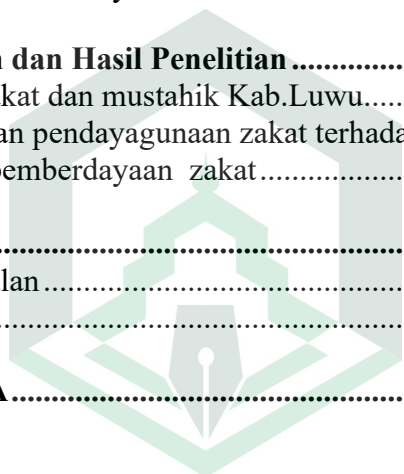 dan Hasil Penelitian..................
kat dan mustahik Kab.Luwu.....
an pendayagunaan zakat terhada
pemberdayaan zakat...................
.......................................................
lan................................................
.......................................................
A.................................................